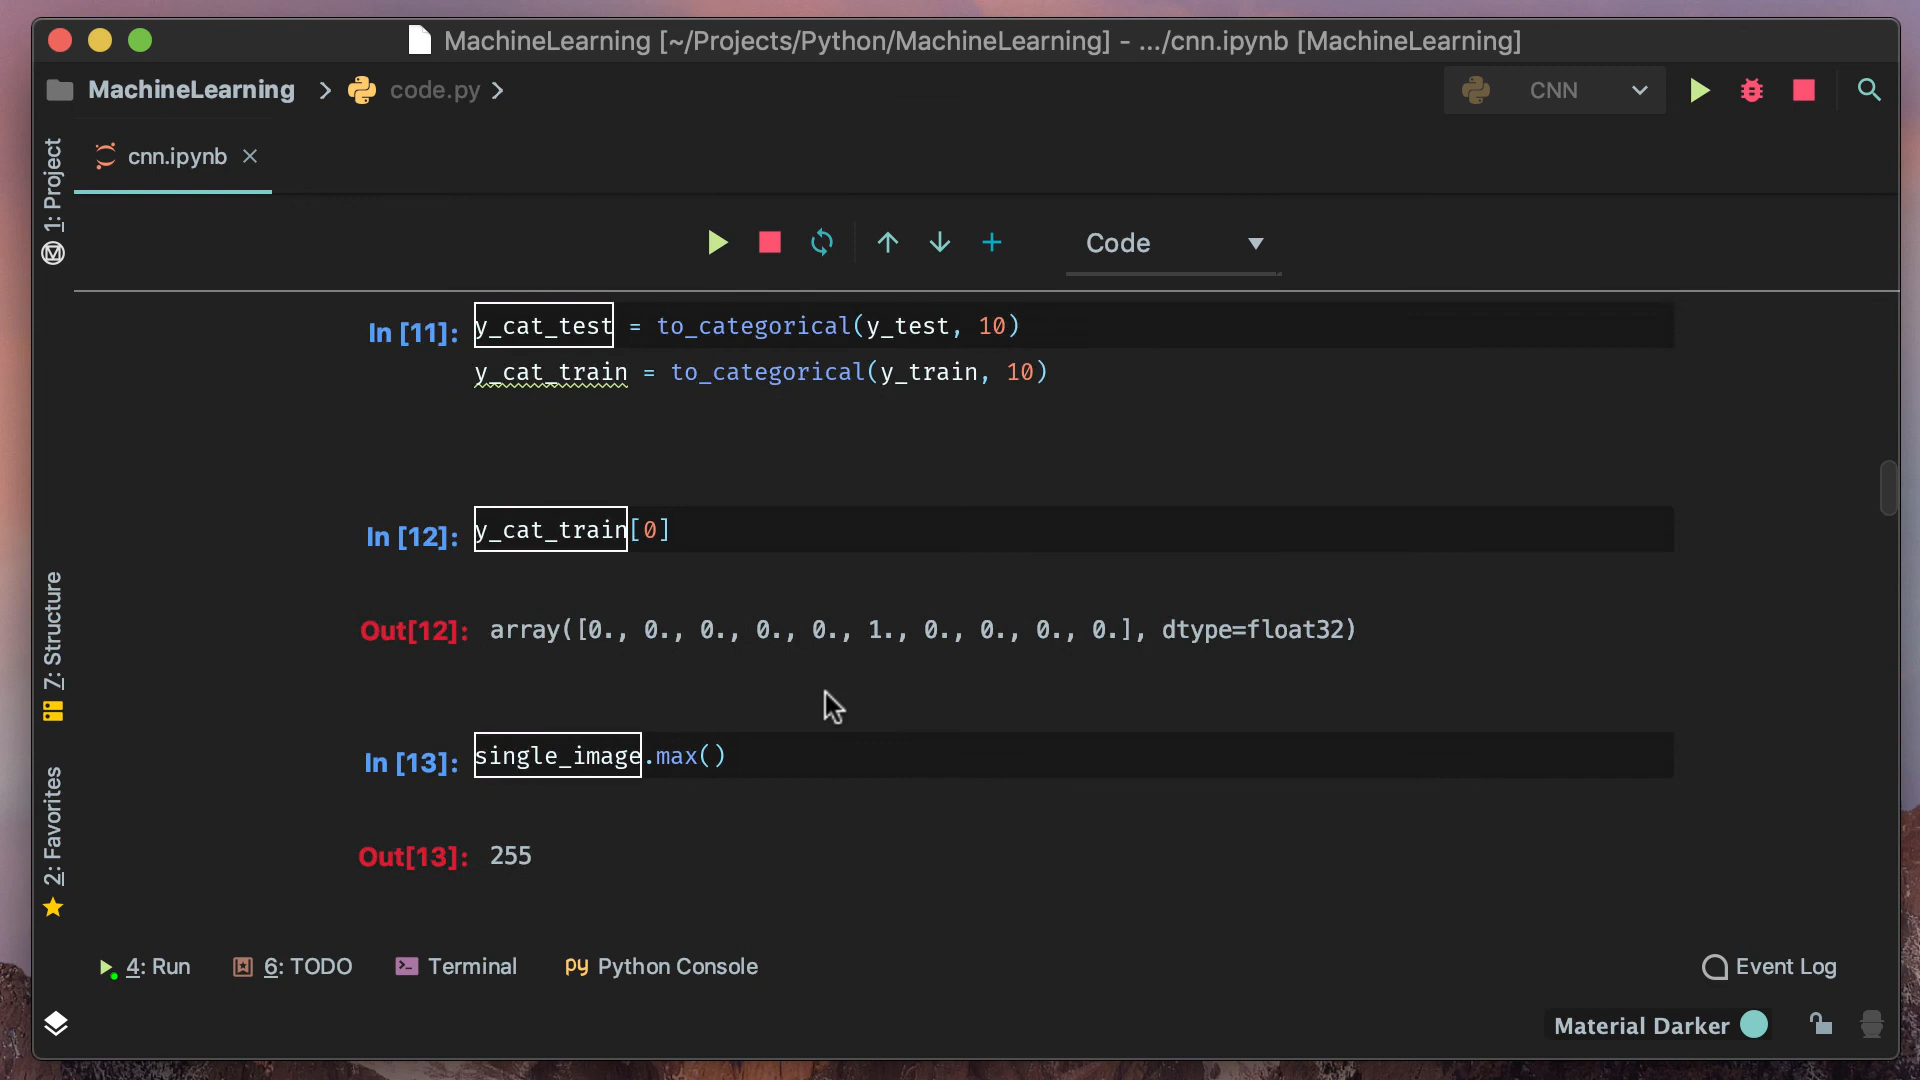 MachineLearning [~/Projects/Python/MachineLearning] - .../cnn.ipynb [MachineLearning]
MachineLearning > code.py >
CNN
cnn.ipynb
1: Project
Code
In [11]: y_cat_test = to_categorical(y_test, 10)
y_cat_train = to_categorical(y_train, 10)
In [12]: y_cat_train[0]
7: Structure
Out[12]: array([0., 0., 0., 0., 0., 1., 0., 0., 0., 0.], dtype=float32)
In [13]: single_image.max()
2: Favorites
Out[13]: 255
4: Run
6: TODO
Terminal
py Python Console
Event Log
Material Darker